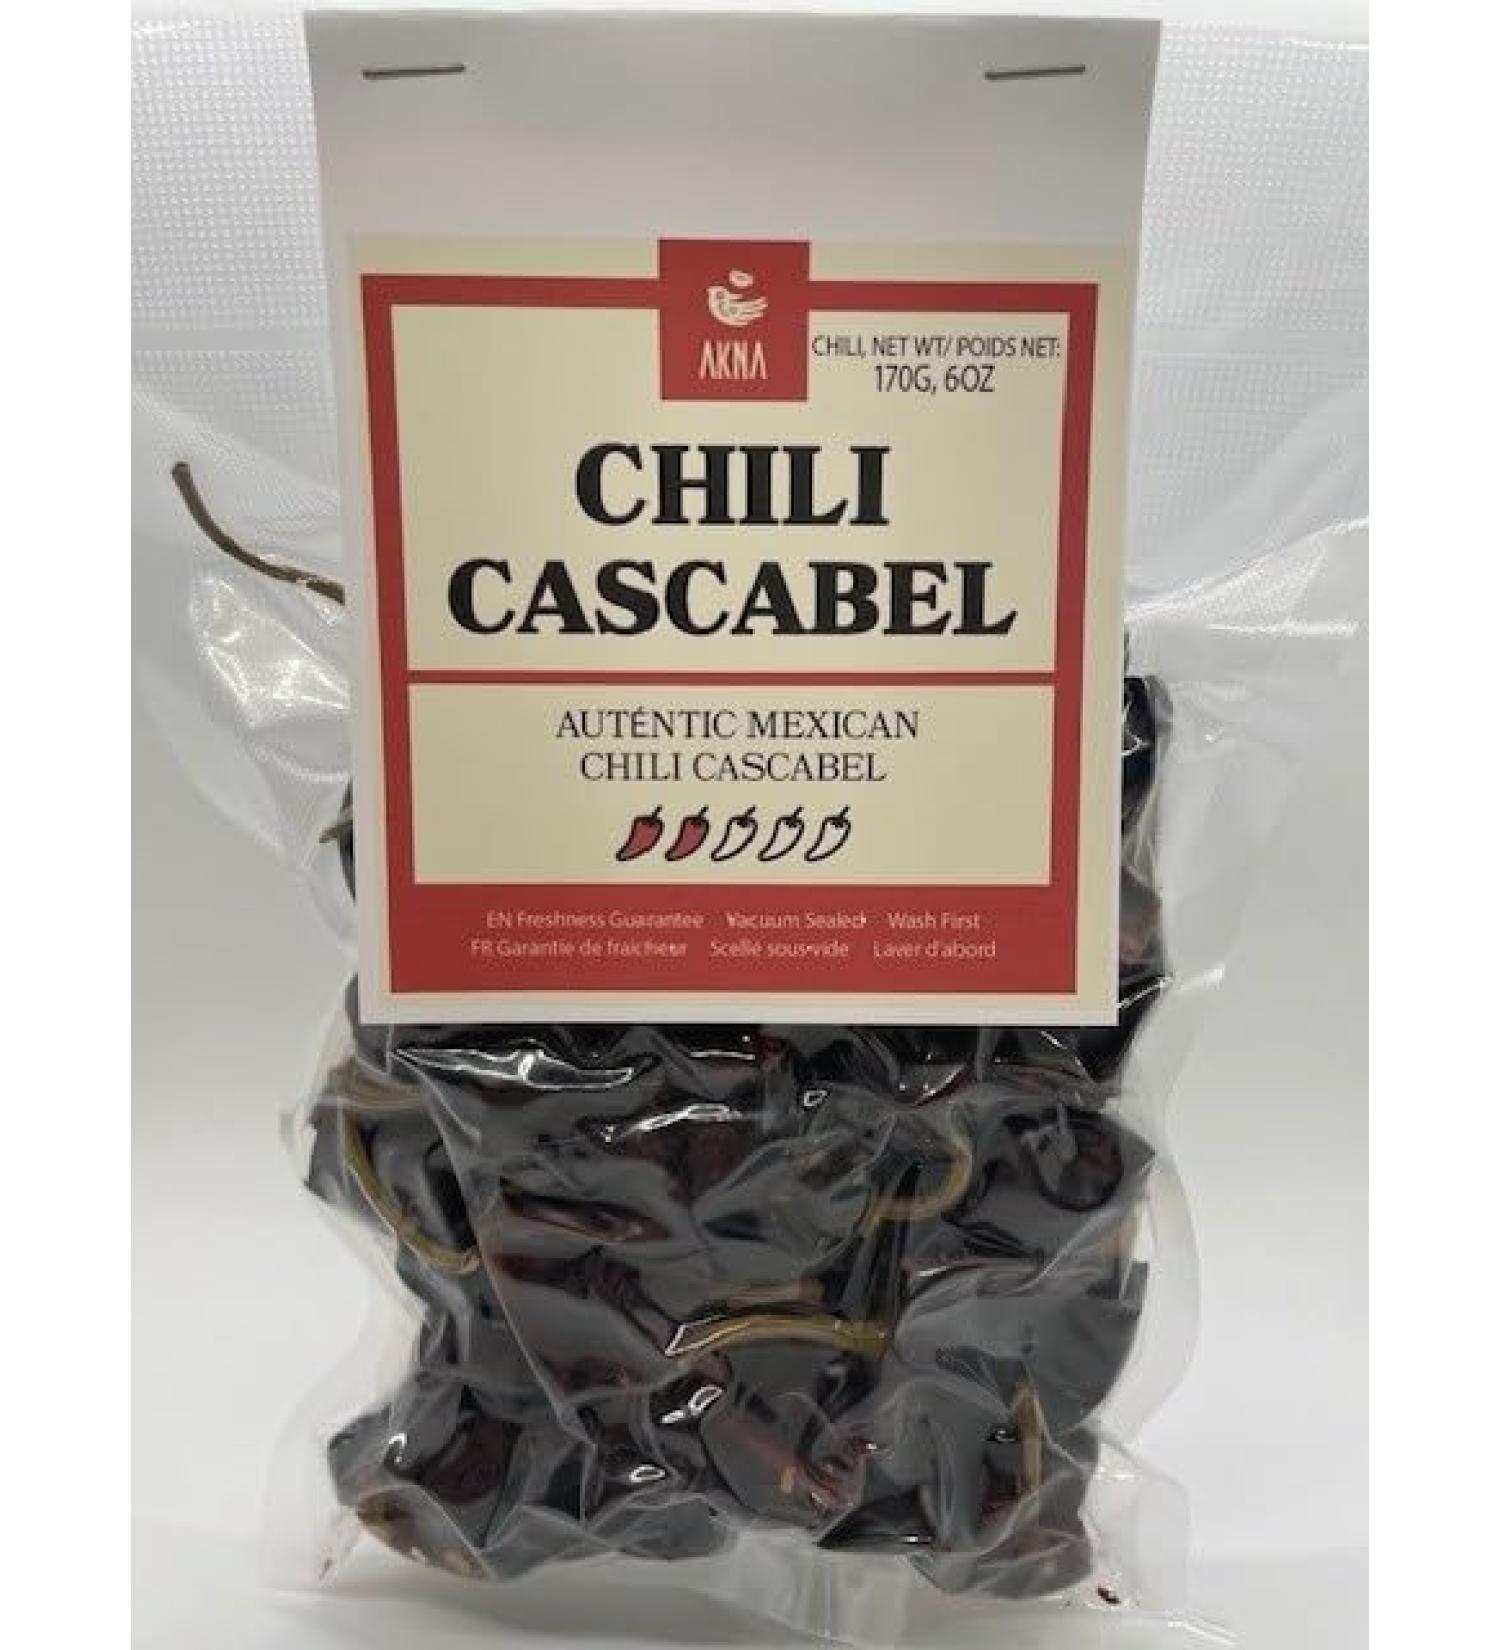 AKNA
CHILI, NET WT/ POIDS NET:
170G, 6OZ
CHILI
CASCABEL
AUTÉNTIC MEXICAN
CHILI CASCABEL
EN Freshness Guarantee Vacuum Sealed Wash First
FR Garantie de fraîcheur Scellé sous-vide Laver d'abord